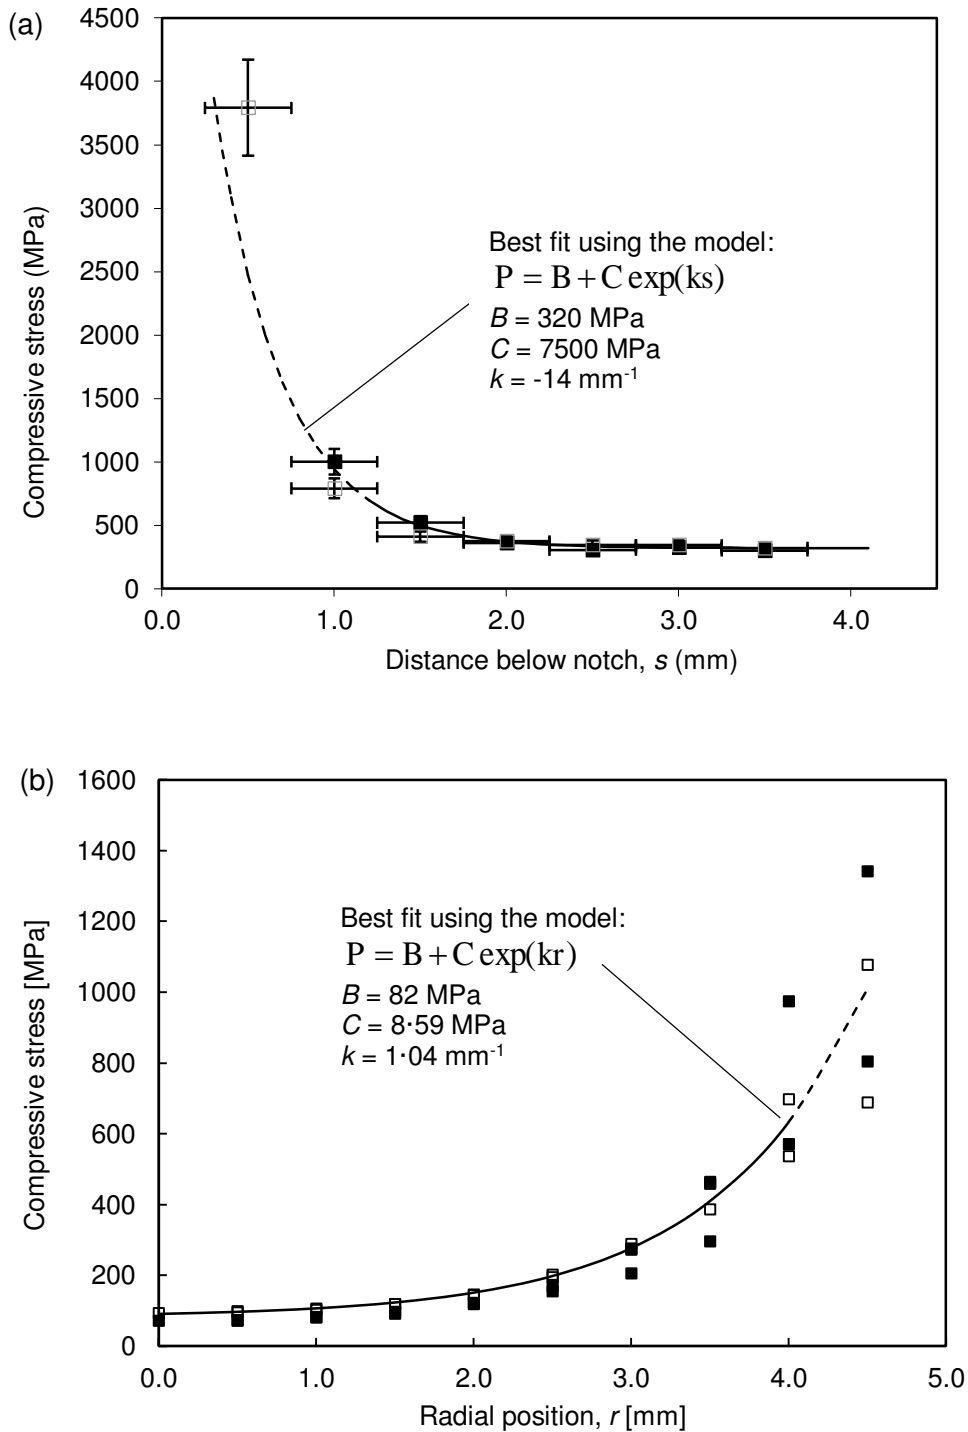 (a)
4500
4000
3500
3000
2500
2000
1500
1000
500
0
Compressive stress (MPa)
Best fit using the model:
P = B + C exp(ks)
B = 320 MPa
C = 7500 MPa
k = -14 mm-1
0.0 1.0 2.0 3.0 4.0
Distance below notch, s (mm)
(b)
1600
1400
1200
1000
800
600
400
200
0
Compressive stress [MPa]
Best fit using the model:
P = B + C exp(kr)
B = 82 MPa
C = 8·59 MPa
k = 1·04 mm-1
0.0 1.0 2.0 3.0 4.0 5.0
Radial position, r [mm]